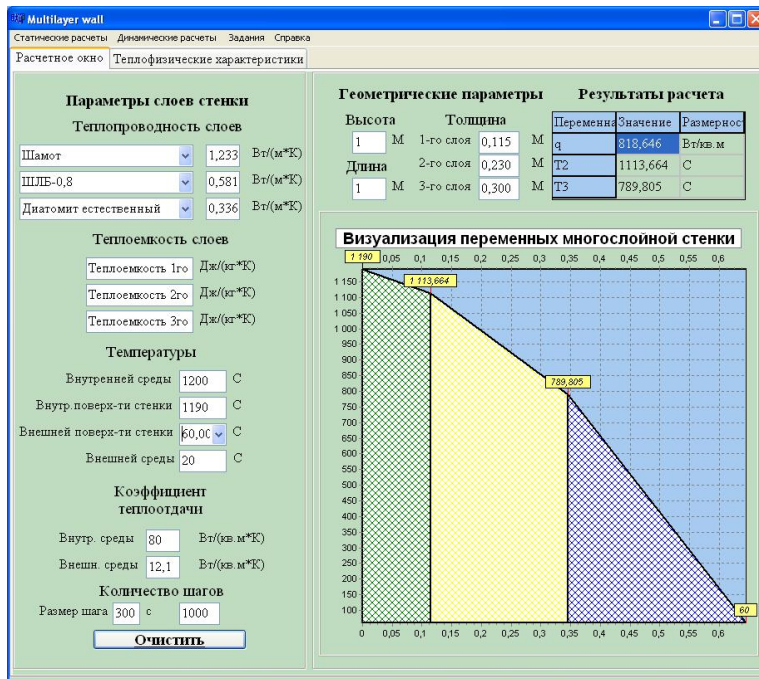 Multilayer wall
Статические расчеты Динамические расчеты Задания Справка
Расчетное окно Теплофизические характеристики
Параметры слоев стенки
Теплопроводность слоев
Шамот 1,233 Вт/(м*К)
ШЛБ-0,8 0,581 Вт/(м*К)
Диатомит естественный 0,336 Вт/(м*К)
Теплоемкость слоев
Теплоемкость 1го Дж/(кг*К)
Теплоемкость 2го Дж/(кг*К)
Теплоемкость 3го Дж/(кг*К)
Температуры
Внутренней среды 1200 С
Внутр.поверх-ти стенки 1190 С
Внешней поверх-ти стенки 60,00 С
Внешней среды 20 С
Коэффициент
теплоотдачи
Внутр. среды 80 Вт/(кв.м*К)
Внешн. среды 12,1 Вт/(кв.м*К)
Количество шагов
Размер шага 300 с 1000
Очистить
Геометрические параметры
Высота Толщина
1 М 1-го слоя 0,115 М
Длина 2-го слоя 0,230 М
1 М 3-го слоя 0,300 М
Результаты расчета
Переменна Значение Размернос
q 818,646 Вт/кв.м
T2 1113,664 С
T3 789,805 С
Визуализация переменных многослойной стенки
1 190 0,05 0,1 0,15 0,2 0,25 0,3 0,35 0,4 0,45 0,5 0,55 0,6
1 113,664
1 150
1 100
1 050
1 000
950
900
850
789,805
800
750
700
650
600
550
500
450
400
350
300
250
200
150
100
60
0 0,05 0,1 0,15 0,2 0,25 0,3 0,35 0,4 0,45 0,5 0,55 0,6